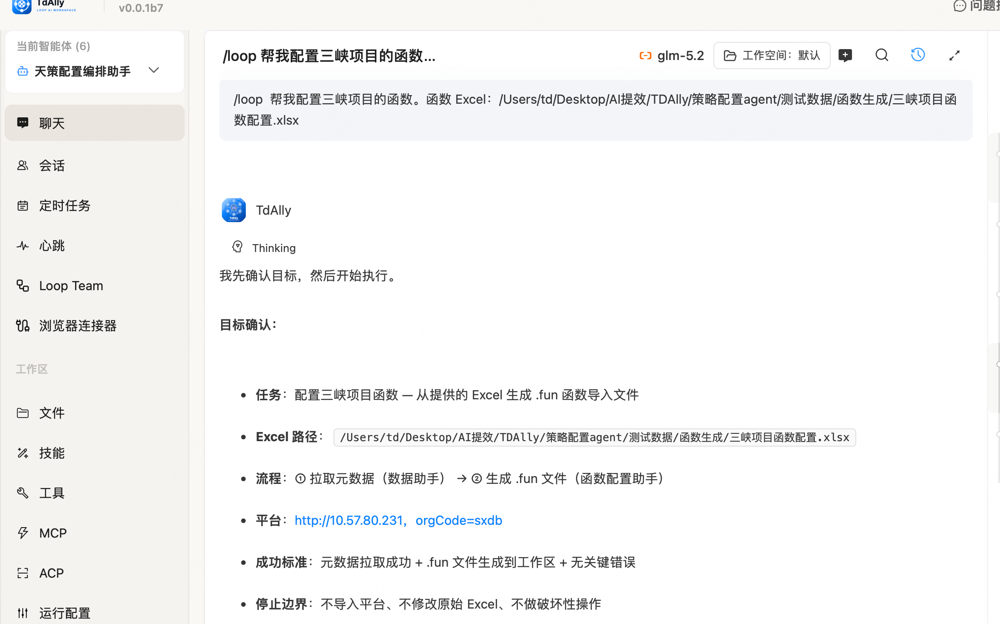 TdAlly
LOOP AI WORKSPACE
v0.0.1b7
问题
当前智能体 (6)
天策配置编排助手
聊天
会话
定时任务
心跳
Loop Team
浏览器连接器
工作区
文件
技能
工具
MCP
ACP
运行配置
/loop 帮我配置三峡项目的函数...
glm-5.2
工作空间：默认
/loop 帮我配置三峡项目的函数。函数 Excel：/Users/td/Desktop/AI提效/TDAlly/策略配置agent/测试数据/函数生成/三峡项目函
数配置.xlsx
TdAlly
TdAlly
Thinking
我先确认目标，然后开始执行。
目标确认：
任务：配置三峡项目函数 — 从提供的 Excel 生成 .fun 函数导入文件
Excel 路径： /Users/td/Desktop/AI提效/TDAlly/策略配置agent/测试数据/函数生成/三峡项目函数配置.xlsx
流程：① 拉取元数据（数据助手） → ② 生成 .fun 文件（函数配置助手）
平台：http://10.57.80.231，orgCode=sxdb
成功标准：元数据拉取成功 + .fun 文件生成到工作区 + 无关键错误
停止边界：不导入平台、不修改原始 Excel、不做破坏性操作